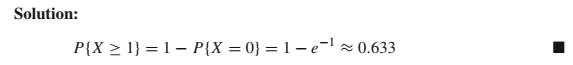 Solution:
P{X ≥ 1} = 1 − P{X = 0} = 1 − e⁻¹ ≈ 0.633 ■